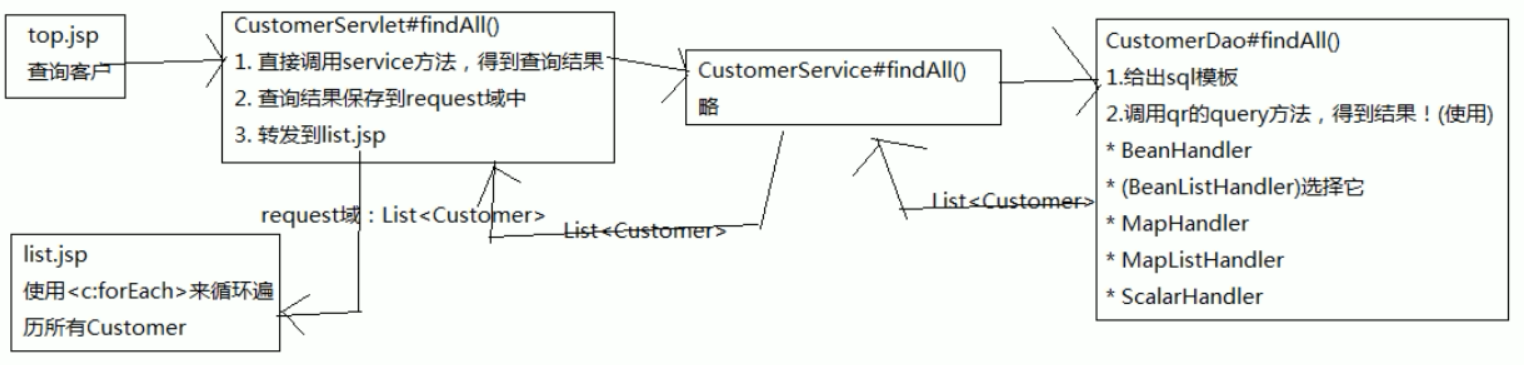 top.jsp
查询客户
CustomerServlet#findAll()
1. 直接调用service方法，得到查询结果
2. 查询结果保存到request域中
3. 转发到list.jsp
CustomerService#findAll()
略
CustomerDao#findAll()
1.给出sql模板
2.调用qr的query方法，得到结果！(使用)
* BeanHandler
* (BeanListHandler)选择它
* MapHandler
* MapListHandler
* ScalarHandler
List<Customer>
List<Customer>
request域：List<Customer>
list.jsp
使用<c:forEach>来循环遍
历所有Customer